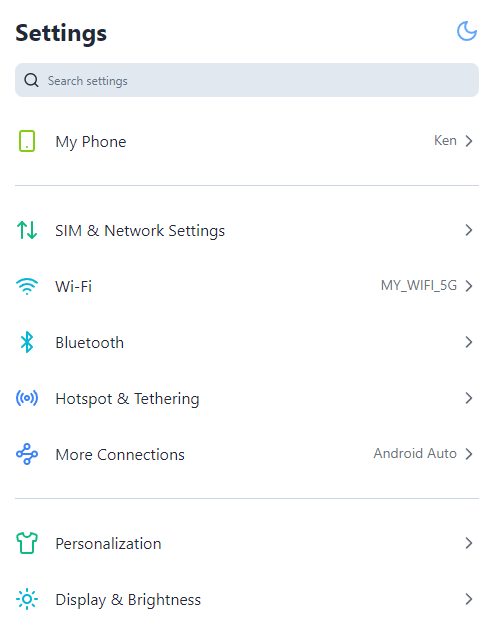 Settings
Search settings
My Phone Ken
SIM & Network Settings
Wi-Fi MY_WIFI_5G
Bluetooth
Hotspot & Tethering
More Connections Android Auto
Personalization
Display & Brightness